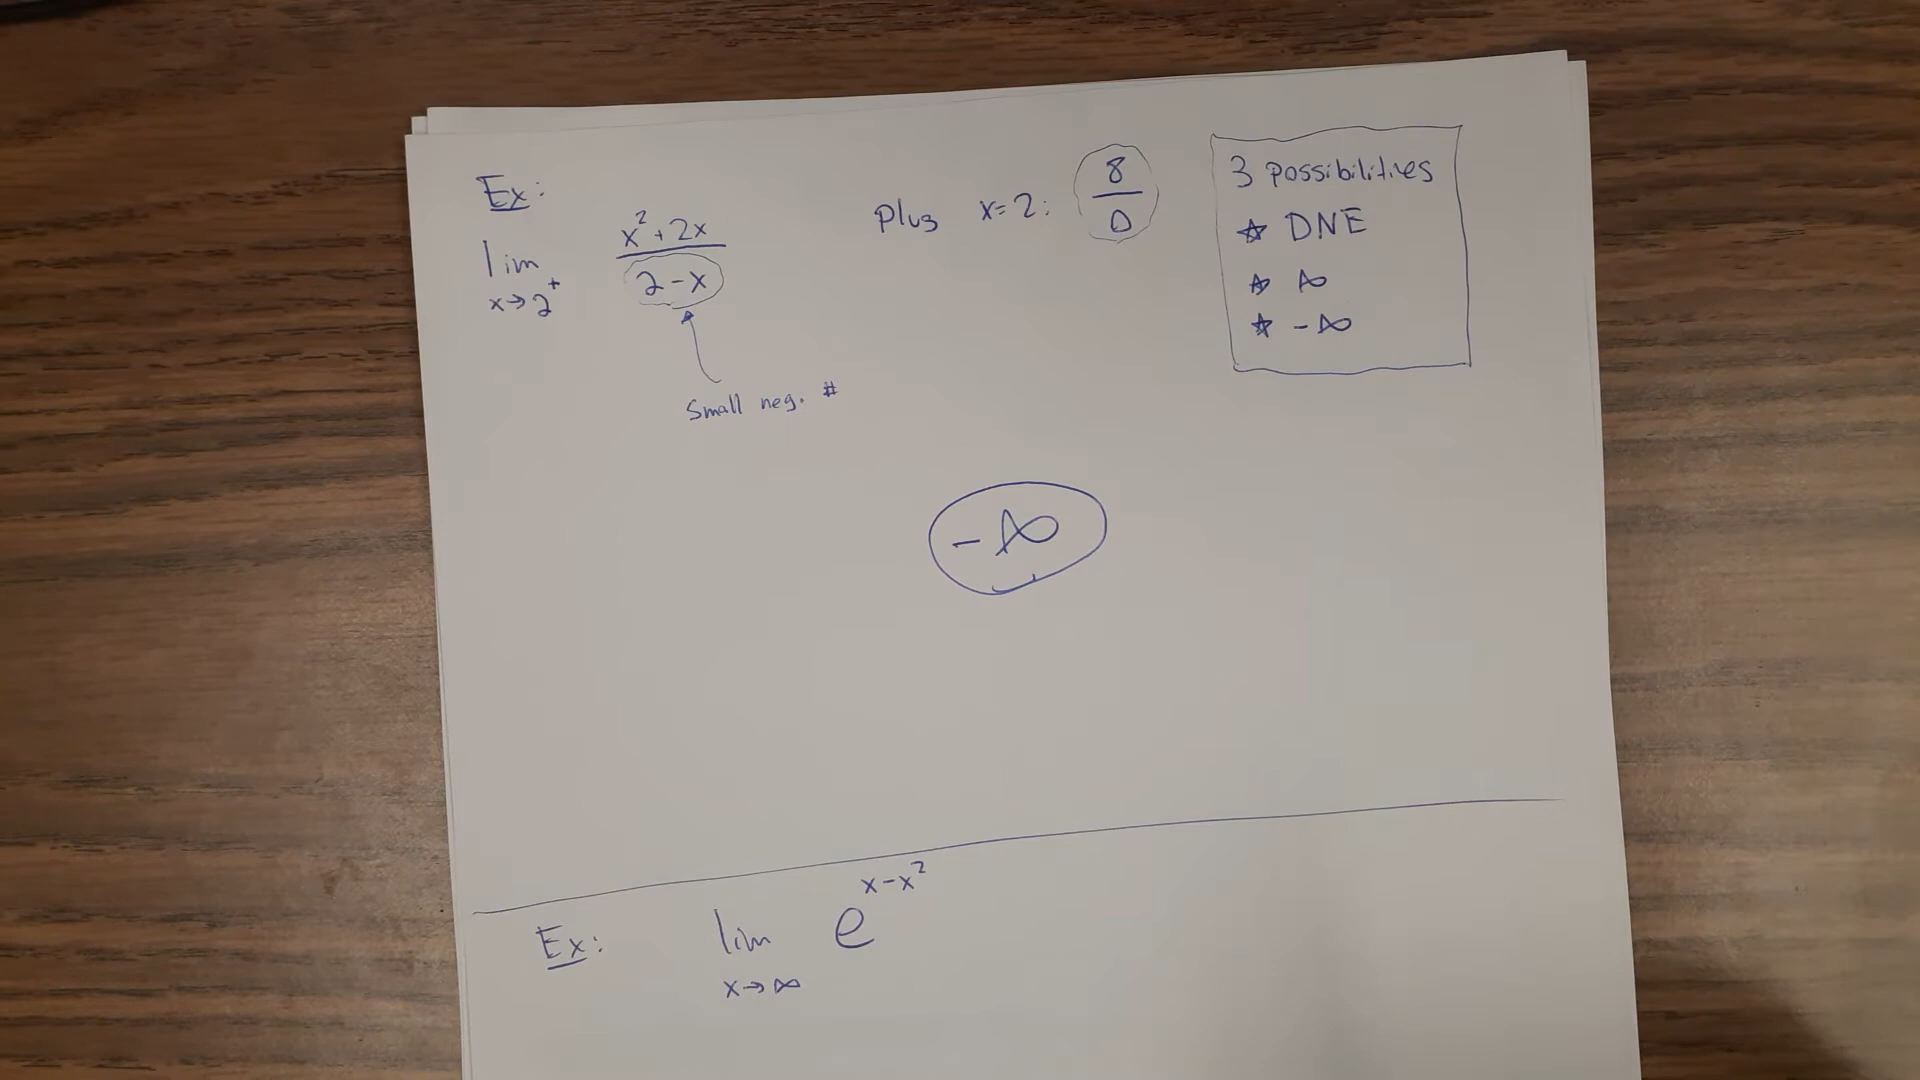 Ex:
lim x→2⁺ x²+2x / 2-x
Small neg. #
Plug x=2: 8/0
3 possibilities
☆ DNE
☆ ∞
☆ -∞
-∞
Ex: lim x→∞ e^(x-x²)